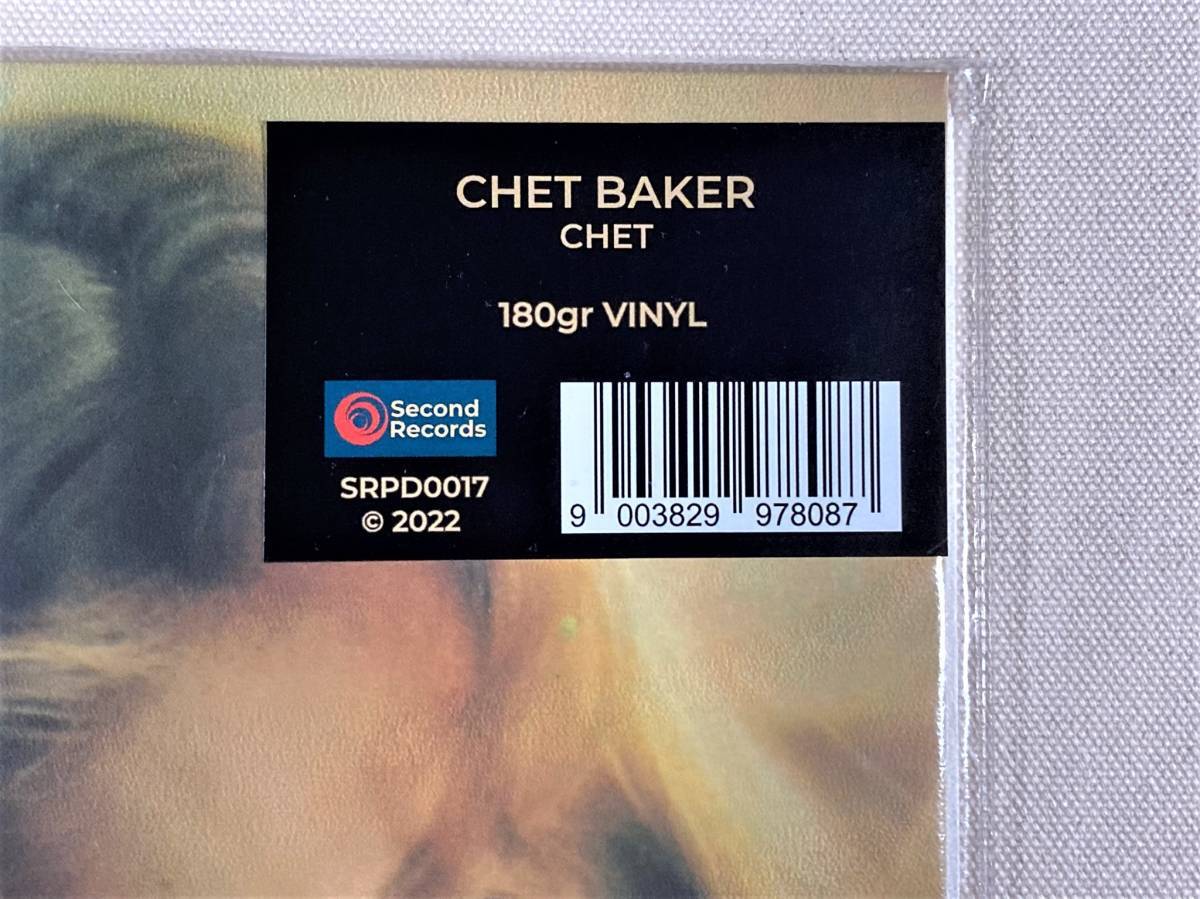 CHET BAKER
CHET
180gr VINYL
Second
Records
SRPD0017
© 2022
9 003829 978087